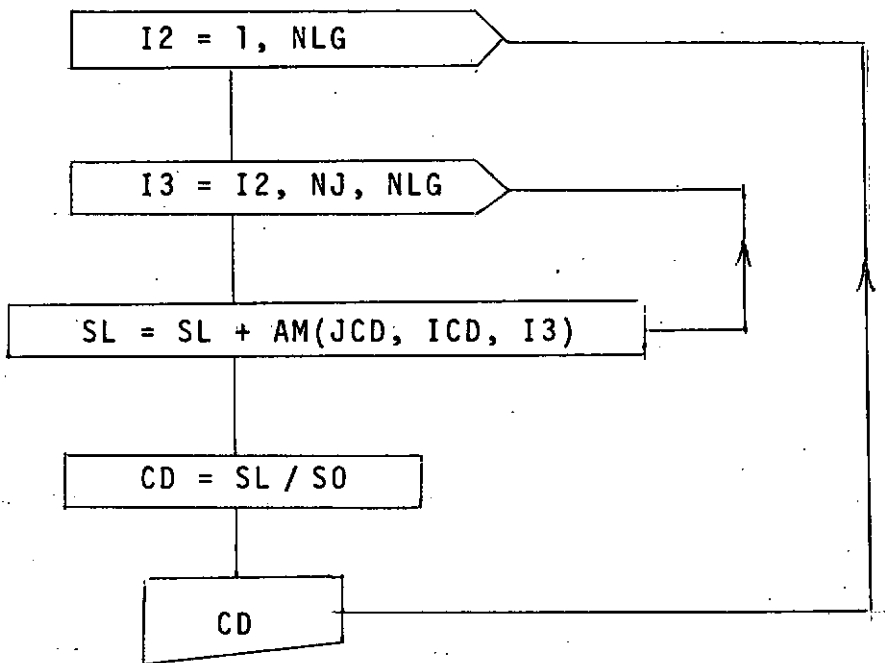 I2 = 1, NLG
I3 = I2, NJ, NLG
SL = SL + AM(JCD, ICD, I3)
CD = SL / SO
CD